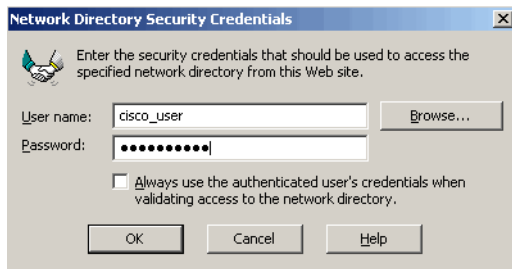 Network Directory Security Credentials
Enter the security credentials that should be used to access the
specified network directory from this Web site.
User name: cisco_user Browse...
Password: ●●●●●●●●●●
Always use the authenticated user's credentials when
validating access to the network directory.
OK Cancel Help